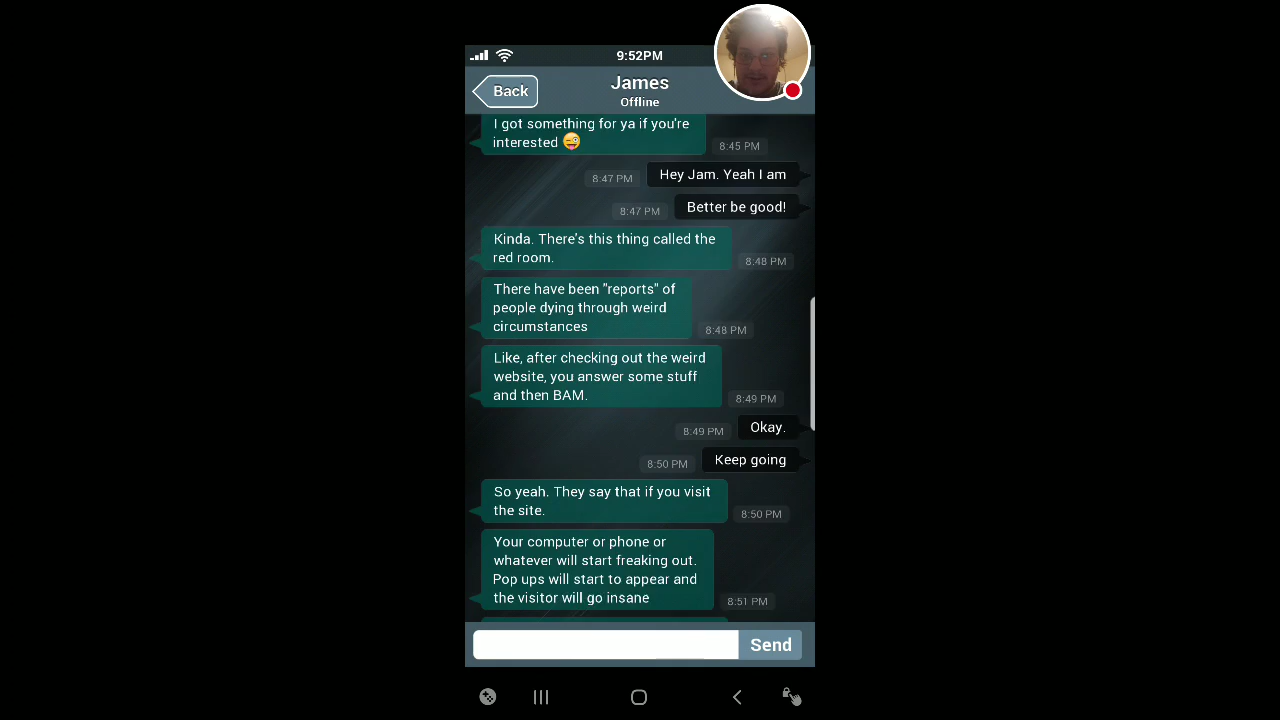 9:52PM
Back
James
Offline
I got something for ya if you're
interested 😜
8:45 PM
8:47 PM
Hey Jam. Yeah I am
8:47 PM
Better be good!
Kinda. There's this thing called the
red room.
8:48 PM
There have been "reports" of
people dying through weird
circumstances
8:48 PM
Like, after checking out the weird
website, you answer some stuff
and then BAM.
8:49 PM
8:49 PM
Okay.
8:50 PM
Keep going
So yeah. They say that if you visit
the site.
8:50 PM
Your computer or phone or
whatever will start freaking out.
Pop ups will start to appear and
the visitor will go insane
8:51 PM
Send